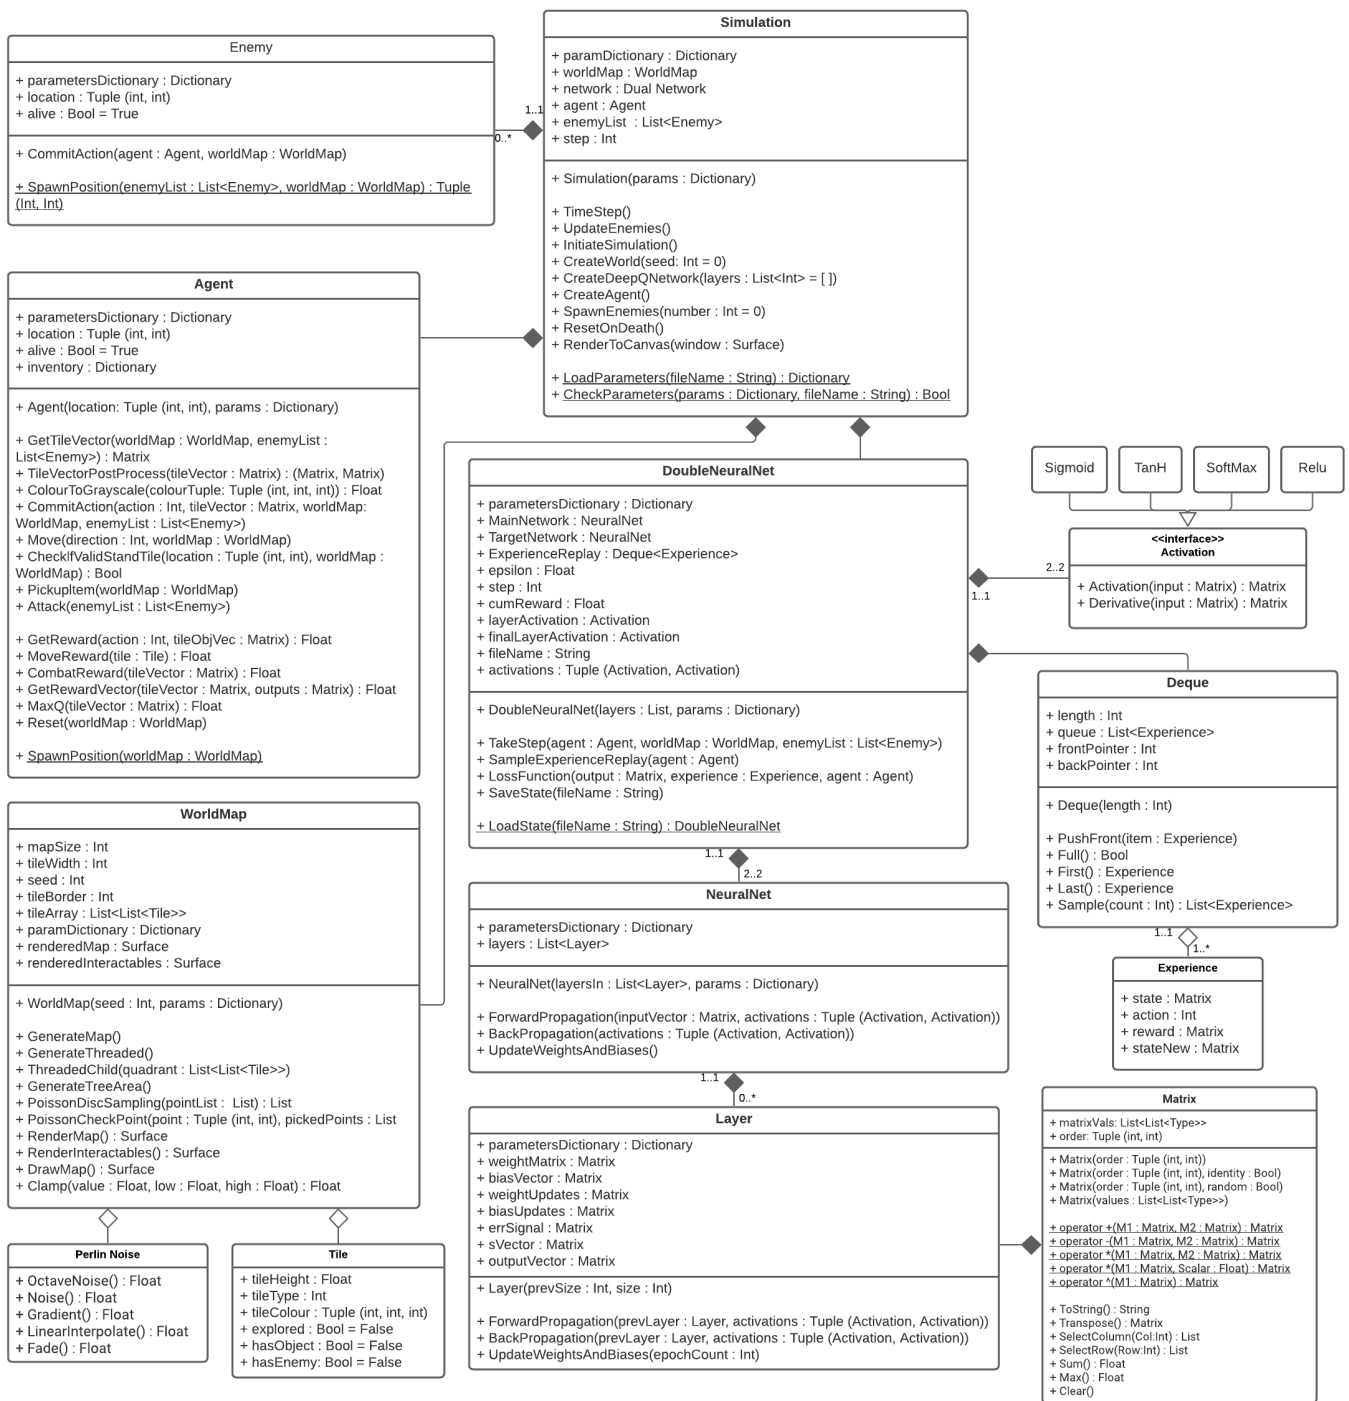 Simulation
+ paramDictionary : Dictionary
+ worldMap : WorldMap
+ network : Dual Network
+ agent : Agent
+ enemyList : List<Enemy>
+ step : Int
+ Simulation(params : Dictionary)
+ TimeStep()
+ UpdateEnemies()
+ InitiateSimulation()
+ CreateWorld(seed: Int = 0)
+ CreateDeepQNetwork(layers : List<Int> = [ ])
+ CreateAgent()
+ SpawnEnemies(number : Int = 0)
+ ResetOnDeath()
+ RenderToCanvas(window : Surface)
+ LoadParameters(fileName : String) : Dictionary
+ CheckParameters(params : Dictionary, fileName : String) : Bool
Enemy
+ parametersDictionary : Dictionary
+ location : Tuple (int, int)
+ alive : Bool = True
+ CommitAction(agent : Agent, worldMap : WorldMap)
+ SpawnPosition(enemyList : List<Enemy>, worldMap : WorldMap) : Tuple
(Int, Int)
1..1
0..*
Agent
+ parametersDictionary : Dictionary
+ location : Tuple (int, int)
+ alive : Bool = True
+ inventory : Dictionary
+ Agent(location: Tuple (int, int), params : Dictionary)
+ GetTileVector(worldMap : WorldMap, enemyList :
List<Enemy>) : Matrix
+ TileVectorPostProcess(tileVector : Matrix) : (Matrix, Matrix)
+ ColourToGrayscale(colourTuple: Tuple (int, int, int)) : Float
+ CommitAction(action : Int, tileVector : Matrix, worldMap:
WorldMap, enemyList : List<Enemy>)
+ Move(direction : Int, worldMap : WorldMap)
+ CheckIfValidStandTile(location : Tuple (int, int), worldMap :
WorldMap) : Bool
+ PickupItem(worldMap : WorldMap)
+ Attack(enemyList : List<Enemy>)
+ GetReward(action : Int, tileObjVec : Matrix) : Float
+ MoveReward(tile : Tile) : Float
+ CombatReward(tileVector : Matrix) : Float
+ GetRewardVector(tileVector : Matrix, outputs : Matrix) : Float
+ MaxQ(tileVector : Matrix) : Float
+ Reset(worldMap : WorldMap)
+ SpawnPosition(worldMap : WorldMap)
DoubleNeuralNet
+ parametersDictionary : Dictionary
+ MainNetwork : NeuralNet
+ TargetNetwork : NeuralNet
+ ExperienceReplay : Deque<Experience>
+ epsilon : Float
+ step : Int
+ cumReward : Float
+ layerActivation : Activation
+ finalLayerActivation : Activation
+ fileName : String
+ activations : Tuple (Activation, Activation)
+ DoubleNeuralNet(layers : List, params : Dictionary)
+ TakeStep(agent : Agent, worldMap : WorldMap, enemyList : List<Enemy>)
+ SampleExperienceReplay(agent : Agent)
+ LossFunction(output : Matrix, experience : Experience, agent : Agent)
+ SaveState(fileName : String)
+ LoadState(fileName : String) : DoubleNeuralNet
Sigmoid
TanH
SoftMax
Relu
<<interface>>
Activation
+ Activation(input : Matrix) : Matrix
+ Derivative(input : Matrix) : Matrix
2..2
1..1
Deque
+ length : Int
+ queue : List<Experience>
+ frontPointer : Int
+ backPointer : Int
+ Deque(length : Int)
+ PushFront(item : Experience)
+ Full() : Bool
+ First() : Experience
+ Last() : Experience
+ Sample(count : Int) : List<Experience>
1..1
1..*
Experience
+ state : Matrix
+ action : Int
+ reward : Matrix
+ stateNew : Matrix
WorldMap
+ mapSize : Int
+ tileWidth : Int
+ seed : Int
+ tileBorder : Int
+ tileArray : List<List<Tile>>
+ paramDictionary : Dictionary
+ renderedMap : Surface
+ renderedInteractables : Surface
+ WorldMap(seed : Int, params : Dictionary)
+ GenerateMap()
+ GenerateThreaded()
+ ThreadedChild(quadrant : List<List<Tile>>)
+ GenerateTreeArea()
+ PoissonDiscSampling(pointList : List) : List
+ PoissonCheckPoint(point : Tuple (int, int), pickedPoints : List
+ RenderMap() : Surface
+ RenderInteractables() : Surface
+ DrawMap() : Surface
+ Clamp(value : Float, low : Float, high : Float) : Float
1..1
2..2
NeuralNet
+ parametersDictionary : Dictionary
+ layers : List<Layer>
+ NeuralNet(layersIn : List<Layer>, params : Dictionary)
+ ForwardPropagation(inputVector : Matrix, activations : Tuple (Activation, Activation))
+ BackPropagation(activations : Tuple (Activation, Activation))
+ UpdateWeightsAndBiases()
1..1
0..*
Layer
+ parametersDictionary : Dictionary
+ weightMatrix : Matrix
+ biasVector : Matrix
+ weightUpdates : Matrix
+ biasUpdates : Matrix
+ errSignal : Matrix
+ sVector : Matrix
+ outputVector : Matrix
+ Layer(prevSize : Int, size : Int)
+ ForwardPropagation(prevLayer : Layer, activations : Tuple (Activation, Activation))
+ BackPropagation(prevLayer : Layer, activations : Tuple (Activation, Activation))
+ UpdateWeightsAndBiases(epochCount : Int)
Matrix
+ matrixVals: List<List<Type>>
+ order: Tuple (int, int)
+ Matrix(order : Tuple (int, int))
+ Matrix(order : Tuple (int, int), identity : Bool)
+ Matrix(order : Tuple (int, int), random : Bool)
+ Matrix(values : List<List<Type>>)
+ operator +(M1 : Matrix, M2 : Matrix) : Matrix
+ operator -(M1 : Matrix, M2 : Matrix) : Matrix
+ operator *(M1 : Matrix, M2 : Matrix) : Matrix
+ operator *(M1 : Matrix, Scalar : Float) : Matrix
+ operator ^(M1 : Matrix) : Matrix
+ ToString() : String
+ Transpose() : Matrix
+ SelectColumn(Col:Int) : List
+ SelectRow(Row:Int) : List
+ Sum() : Float
+ Max() : Float
+ Clear()
Perlin Noise
+ OctaveNoise() : Float
+ Noise() : Float
+ Gradient() : Float
+ LinearInterpolate() : Float
+ Fade() : Float
Tile
+ tileHeight : Float
+ tileType : Int
+ tileColour : Tuple (int, int, int)
+ explored : Bool = False
+ hasObject : Bool = False
+ hasEnemy: Bool = False